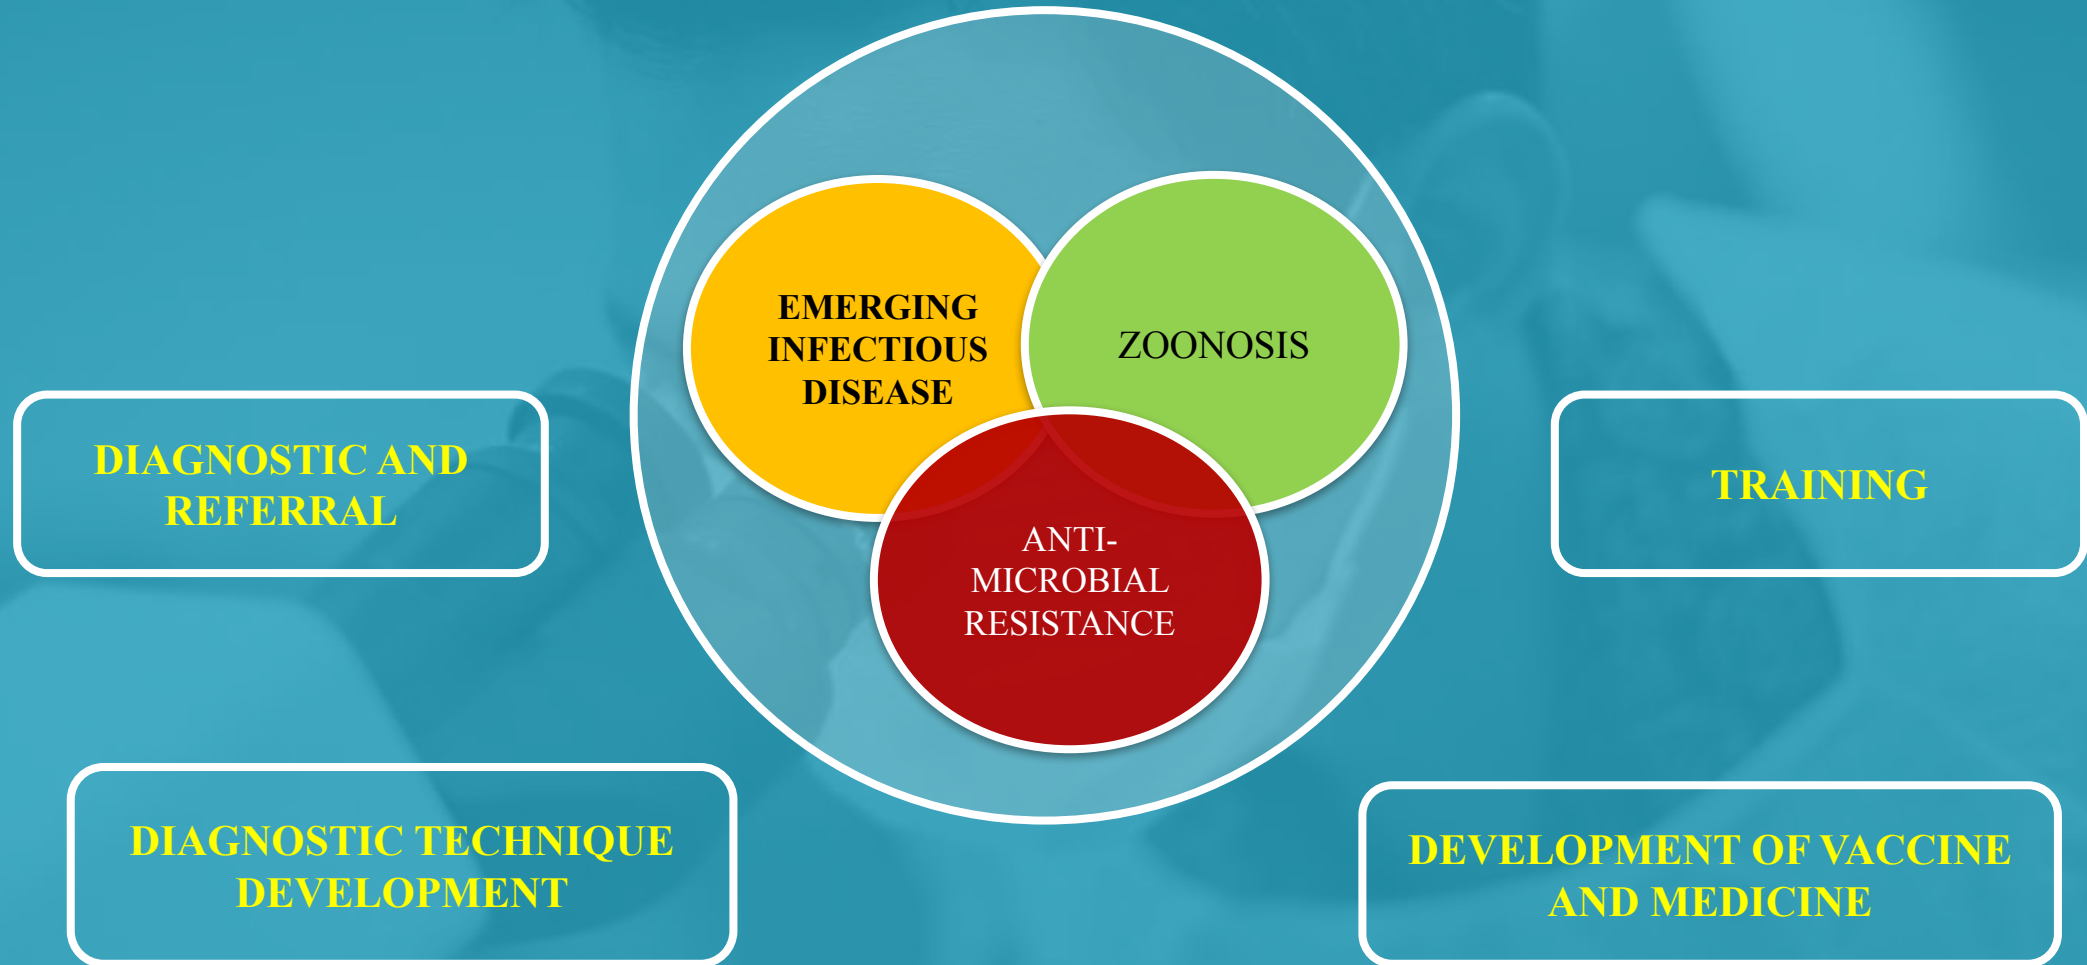 EMERGING
INFECTIOUS
DISEASE
ZOONOSIS
ANTI-
MICROBIAL
RESISTANCE
DIAGNOSTIC AND
REFERRAL
TRAINING
DIAGNOSTIC TECHNIQUE
DEVELOPMENT
DEVELOPMENT OF VACCINE
AND MEDICINE